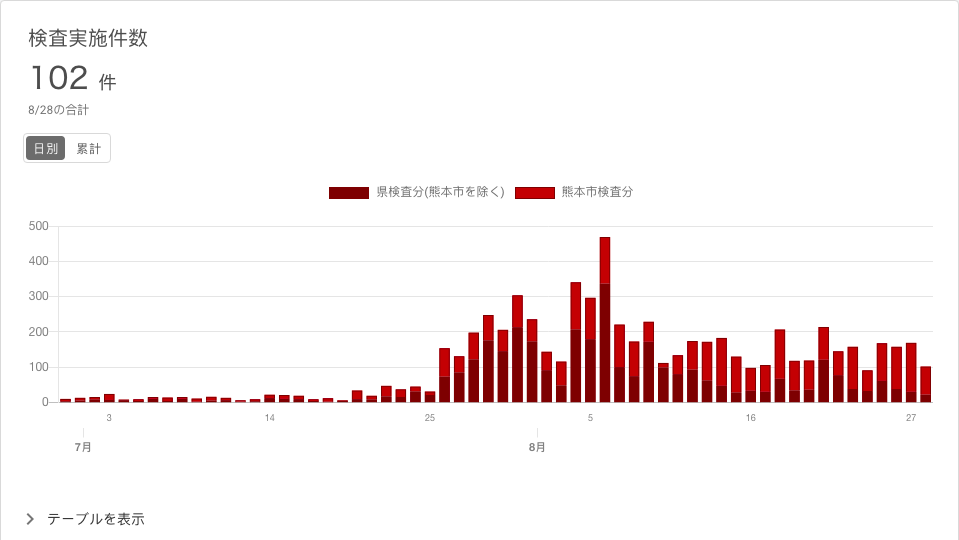 検査実施件数
102 件
8/28の合計
日別 累計
県検査分(熊本市を除く) 熊本市検査分
500
400
300
200
100
0
3 14 25 5 16 27
7月 8月
テーブルを表示